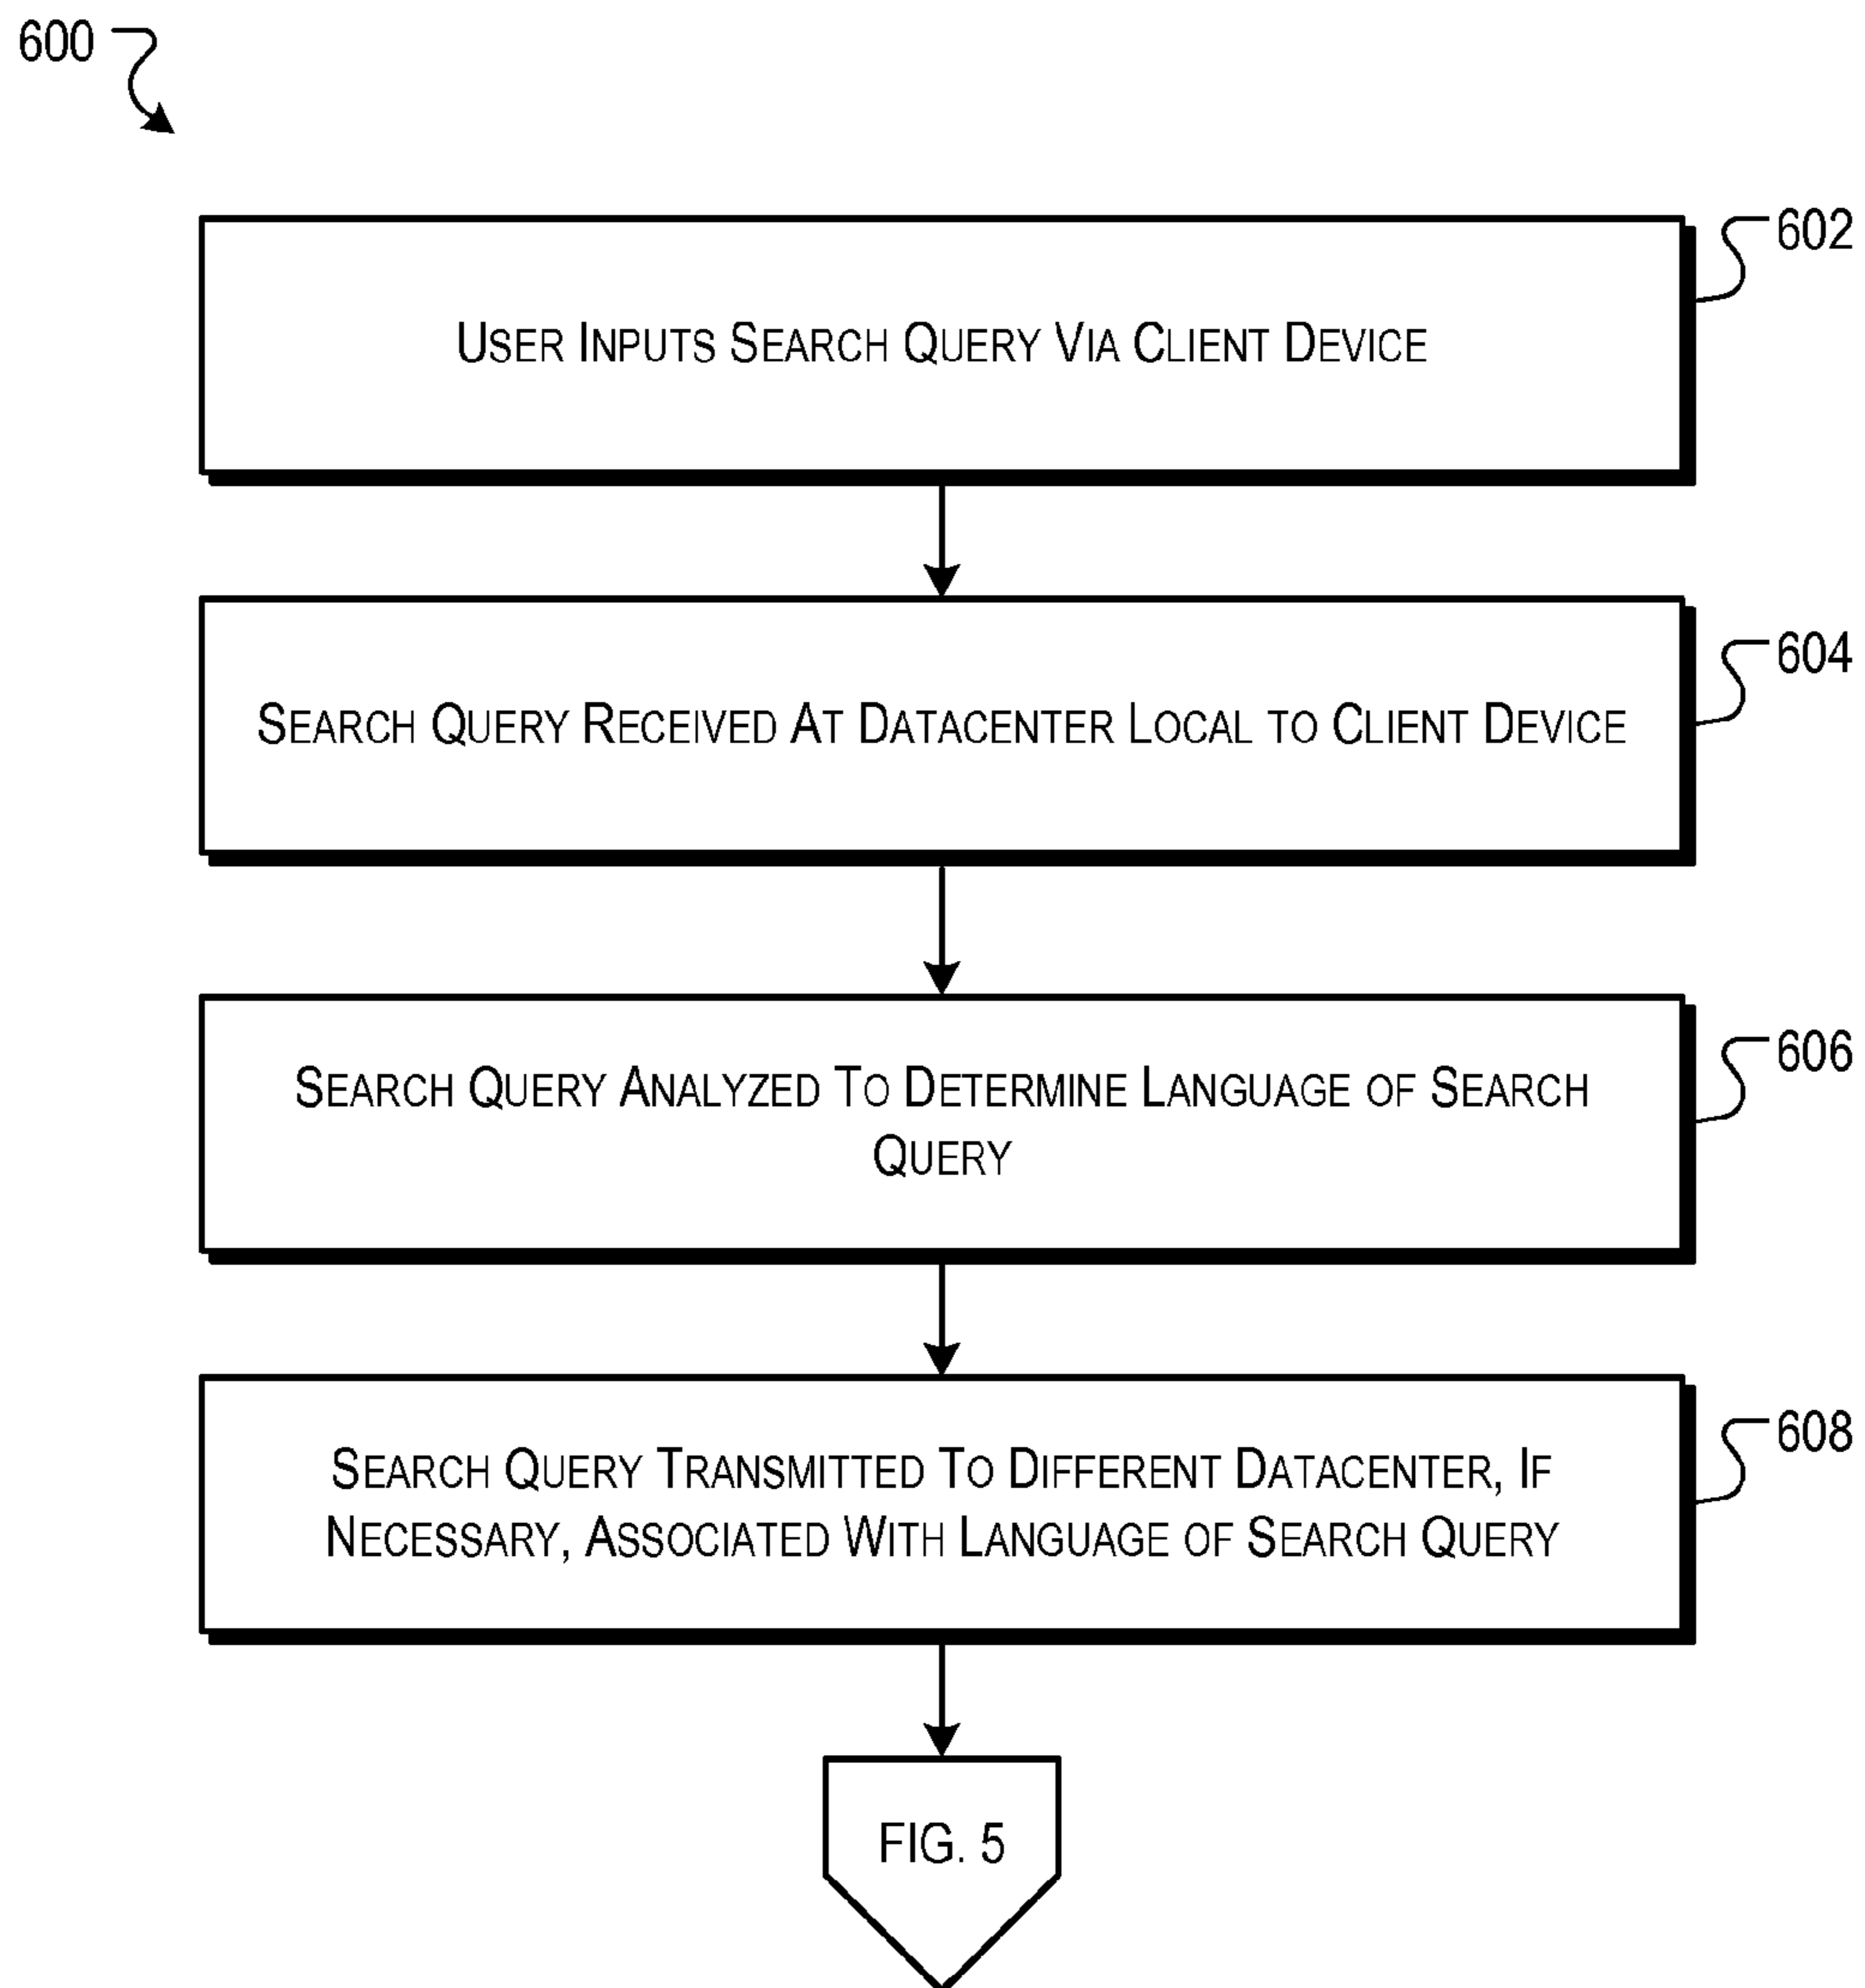 600
602
User Inputs Search Query Via Client Device
604
Search Query Received At Datacenter Local to Client Device
606
Search Query Analyzed To Determine Language of Search
Query
608
Search Query Transmitted To Different Datacenter, If
Necessary, Associated With Language of Search Query
FIG. 5